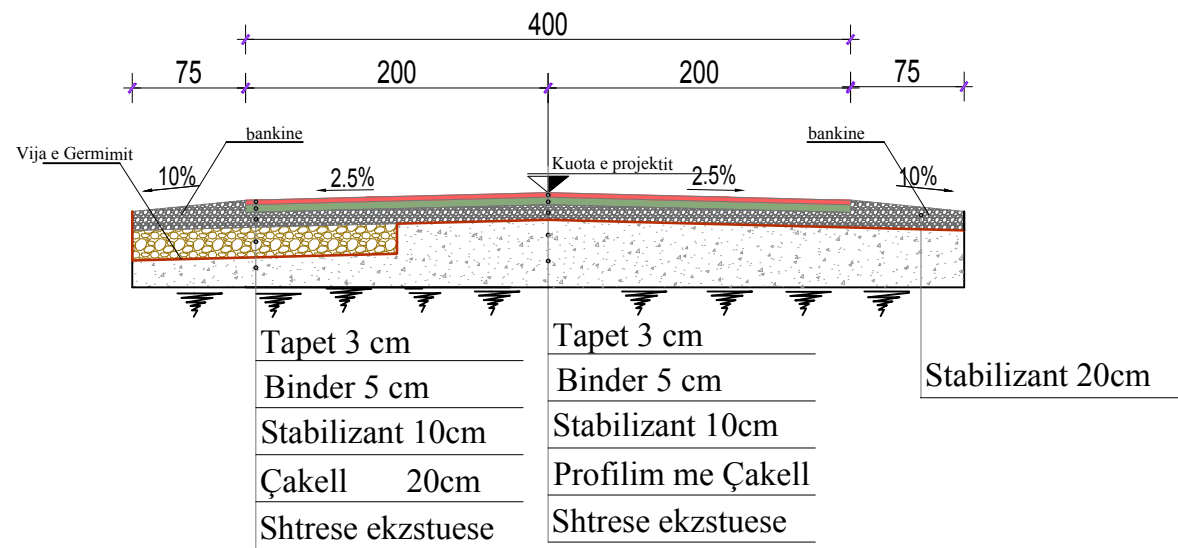 400
75 200 200 75
bankine bankine
Vija e Germimit
Kuota e projektit
10% 2.5% 2.5% 10%
Tapet 3 cm
Binder 5 cm
Stabilizant 10cm
Çakell 20cm
Shtrese ekzstuese
Tapet 3 cm
Binder 5 cm
Stabilizant 10cm
Profilim me Çakell
Shtrese ekzstuese
Stabilizant 20cm